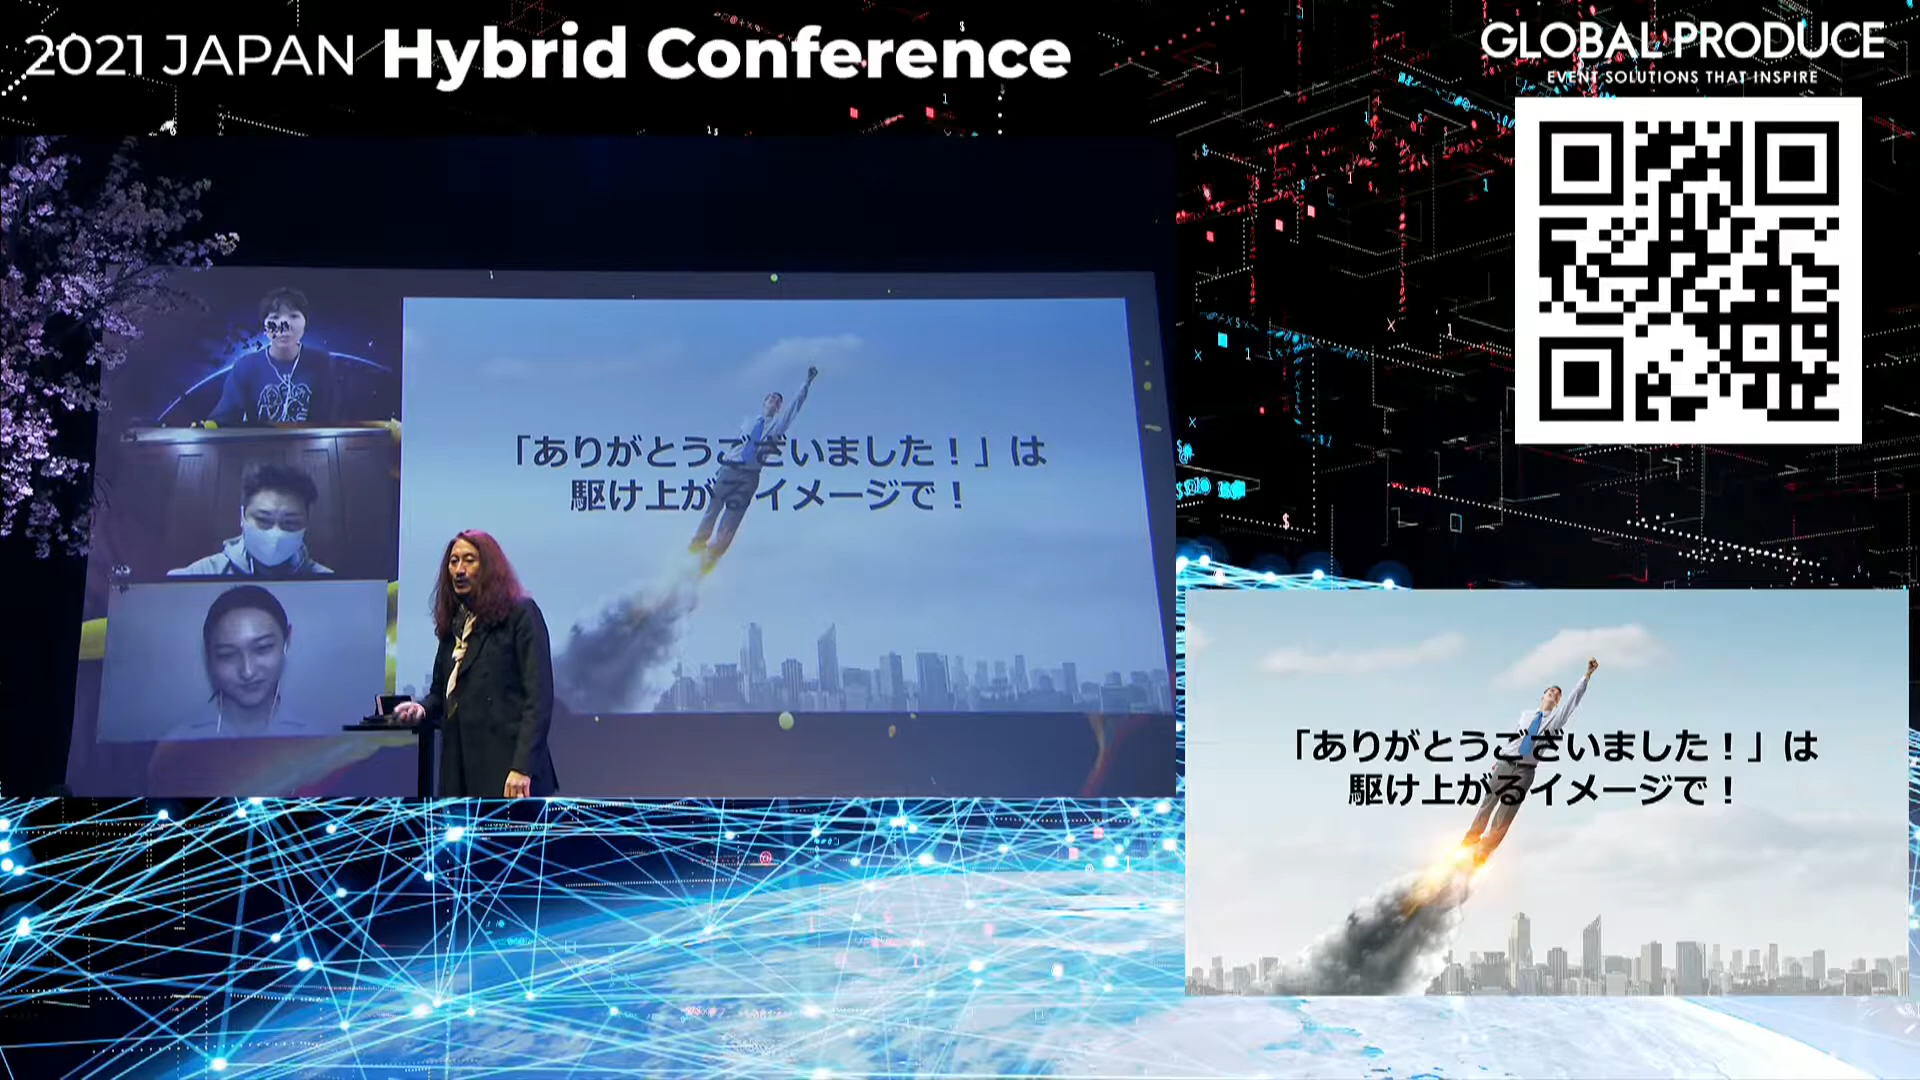 2021 JAPAN Hybrid Conference
GLOBAL PRODUCE
EVENT SOLUTIONS THAT INSPIRE
「ありがとうございました！」は
駆け上がるイメージで！
「ありがとうございました！」は
駆け上がるイメージで！